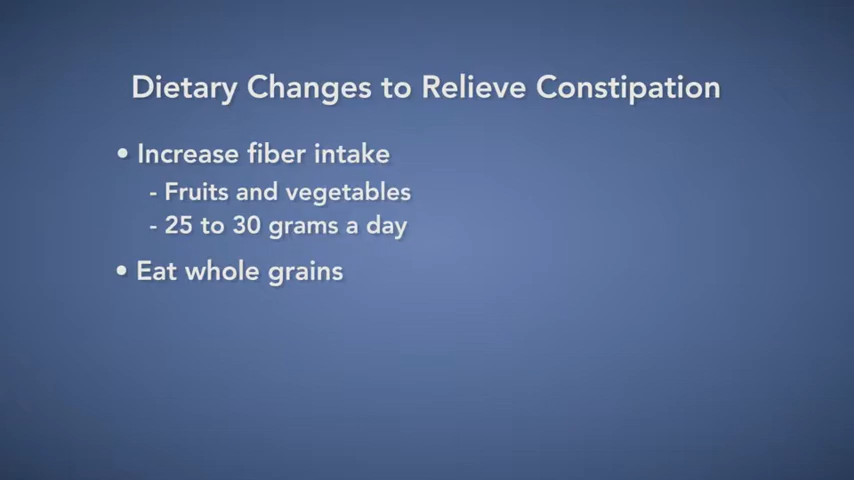 Dietary Changes to Relieve Constipation
• Increase fiber intake
- Fruits and vegetables
- 25 to 30 grams a day
• Eat whole grains